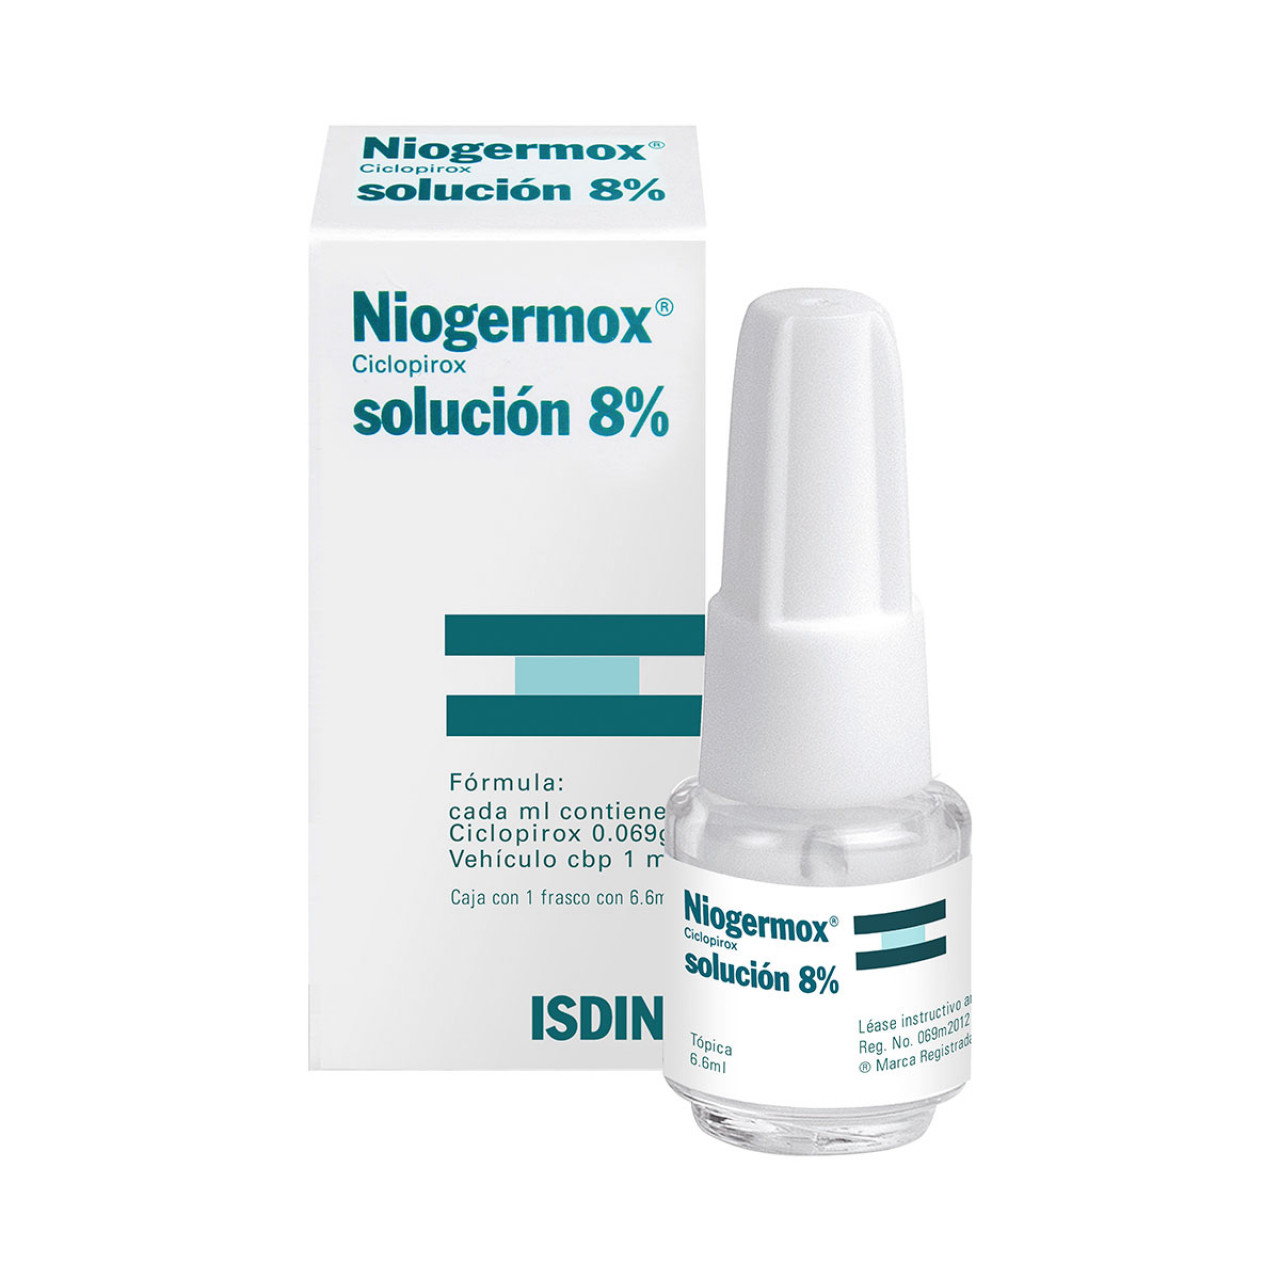 Niogermox®
Ciclopirox
solución 8%
Niogermox®
Ciclopirox
solución 8%
Fórmula:
cada ml contiene
Ciclopirox 0.069g
Vehículo cbp 1 m
Caja con 1 frasco con 6.6m
ISDIN
Niogermox®
Ciclopirox
solución 8%
Tópica
6.6ml
Léase instructivo
Reg. No. 069m2012
® Marca Registrada